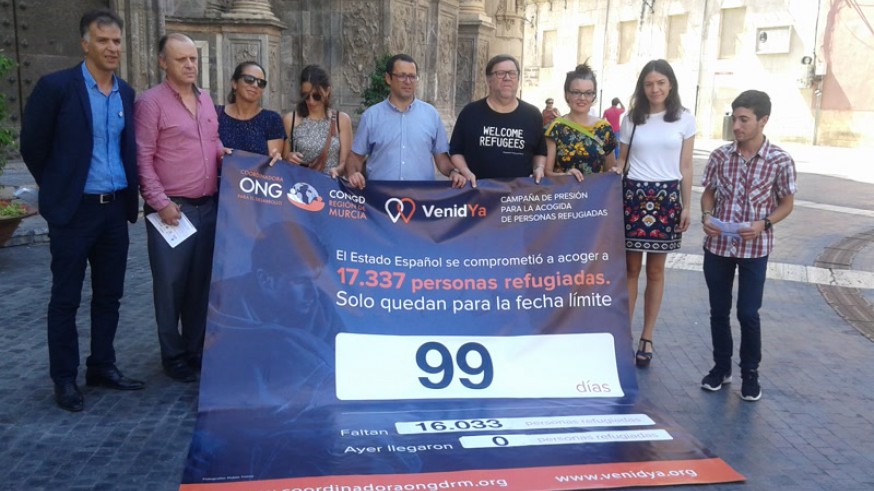 WELCOME
REFUGEES
COORDINADORA
ONG
PARA EL DESARROLLO
CONGD
REGIÓN DE
MURCIA
VenidYa
CAMPAÑA DE PRESIÓN
PARA LA ACOGIDA
DE PERSONAS REFUGIADAS
El Estado Español se comprometió a acoger a
17.337 personas refugiadas.
Solo quedan para la fecha límite
99
días
Faltan 16.033 personas refugiadas
Ayer llegaron 0 personas refugiadas
coordinadoraongdrm.org www.venidya.org